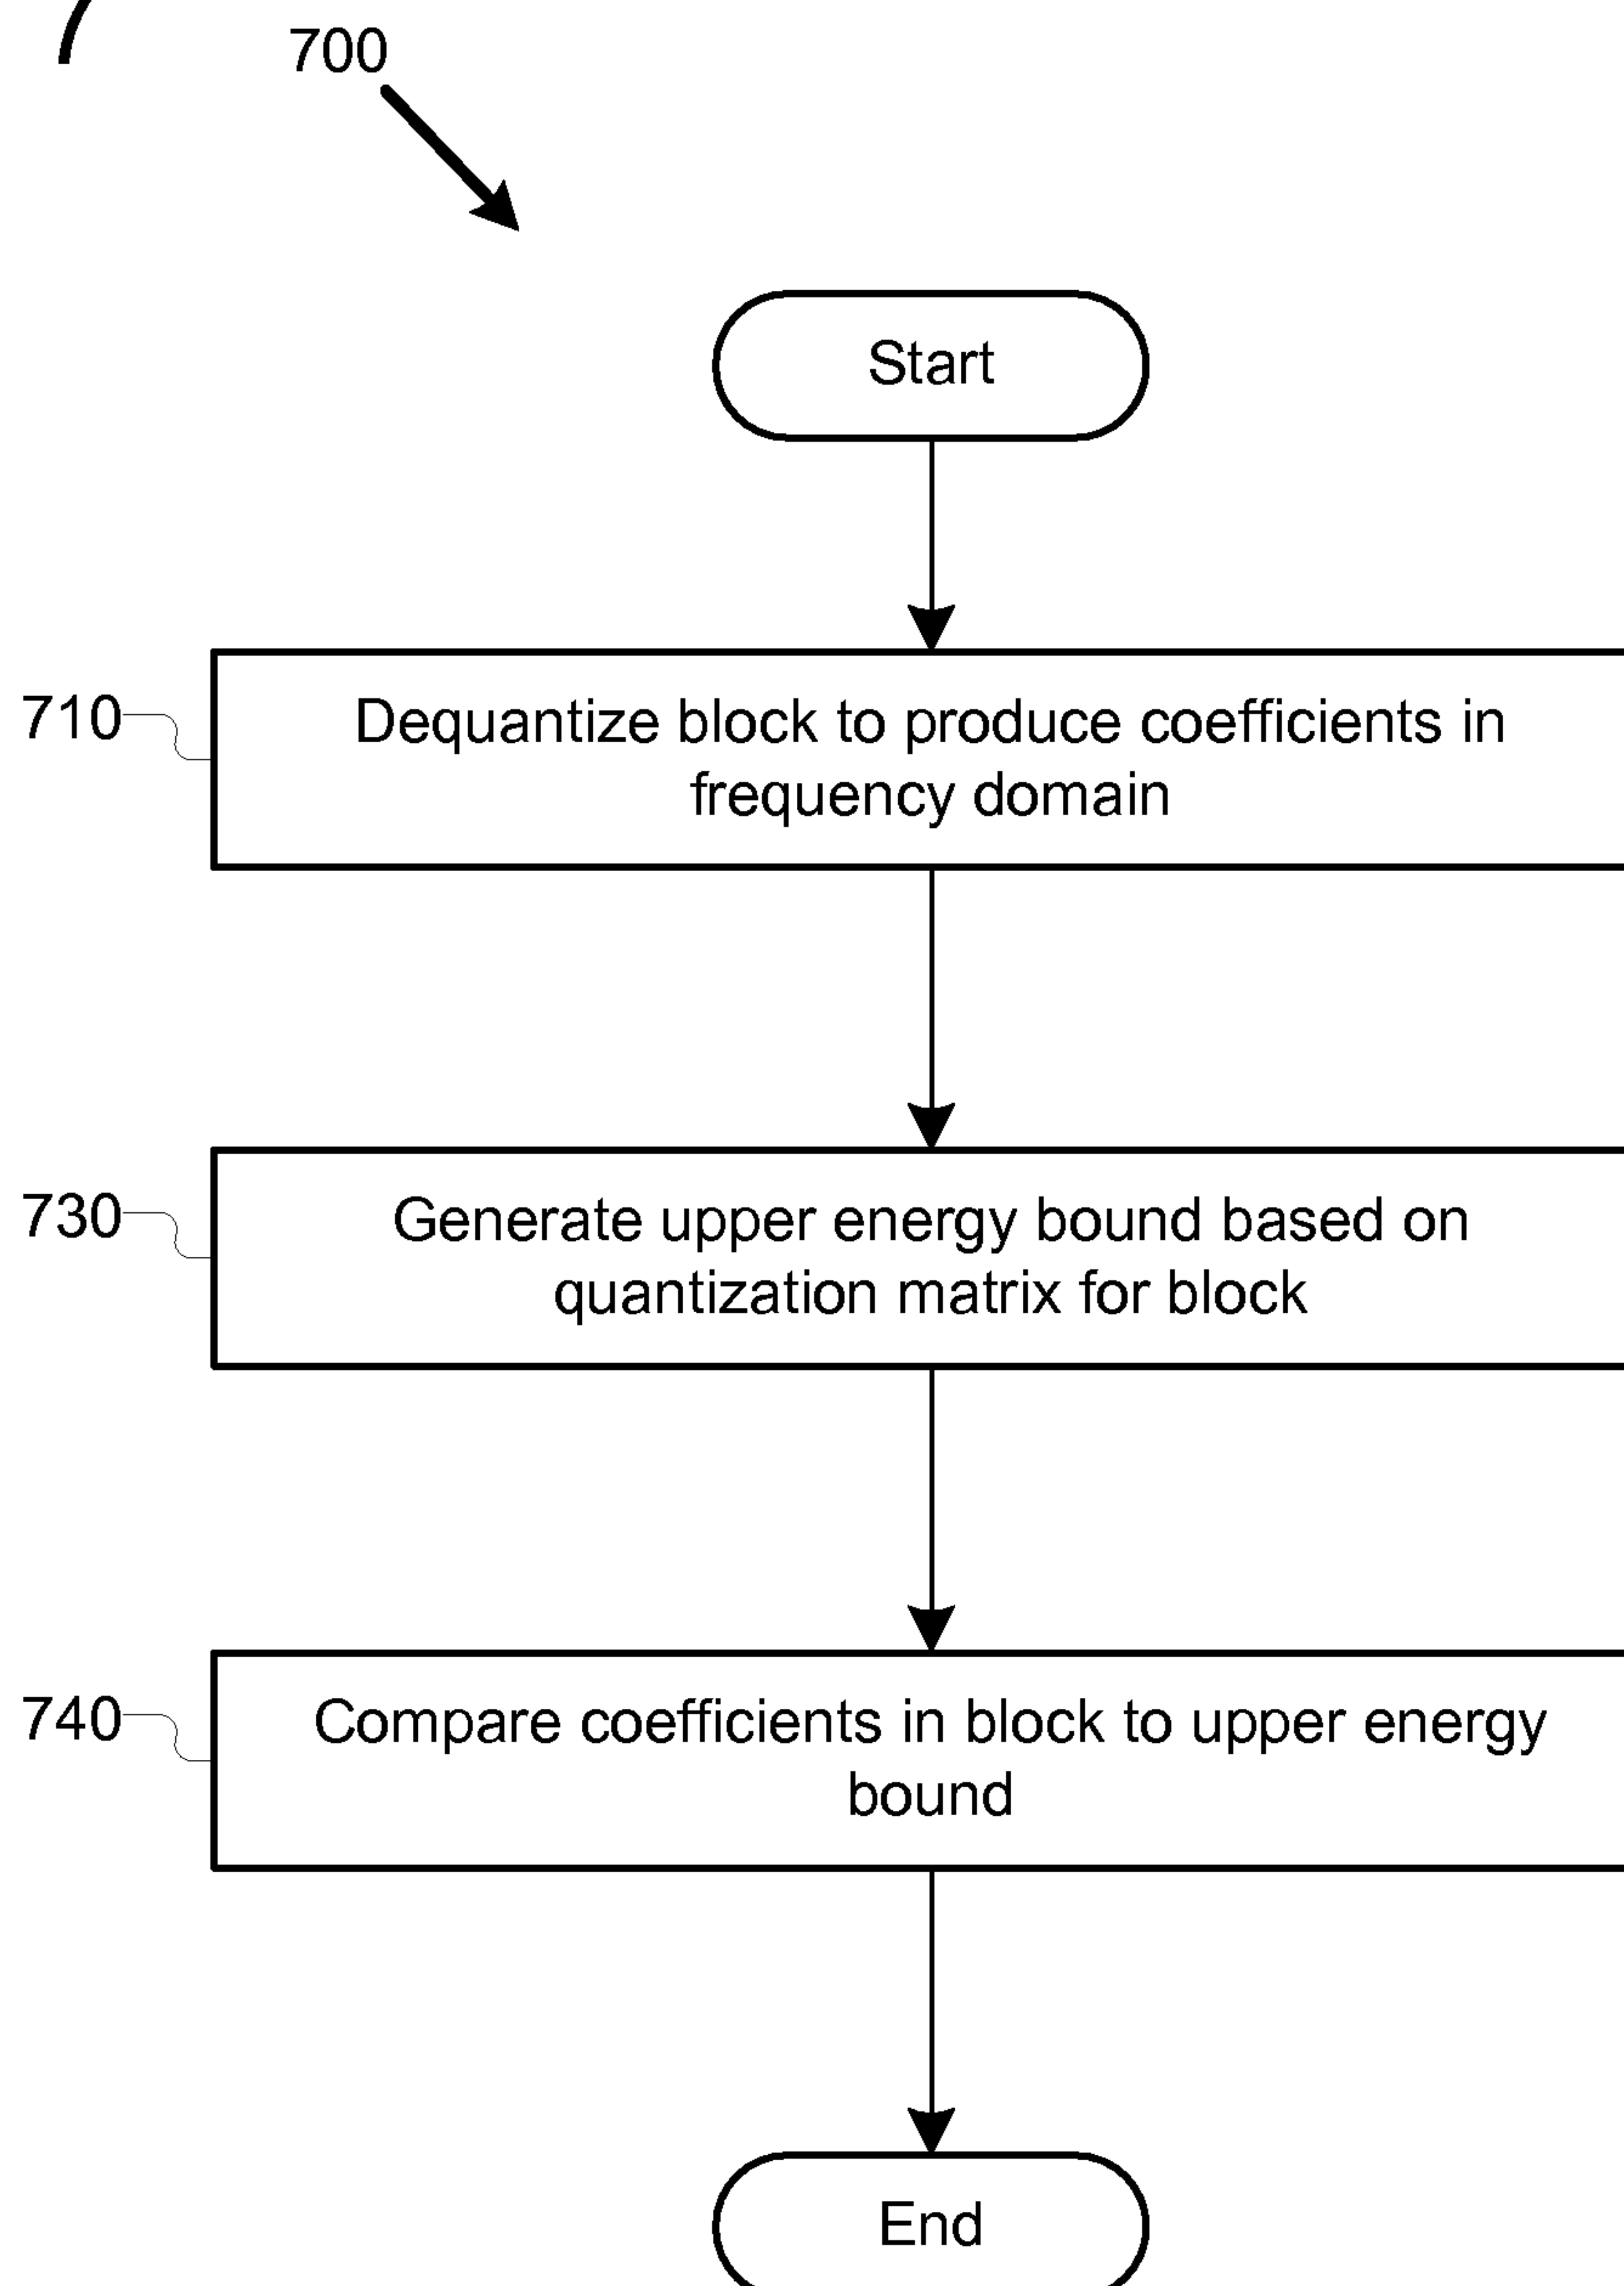 7
700
Start
710
Dequantize block to produce coefficients in
frequency domain
730
Generate upper energy bound based on
quantization matrix for block
740
Compare coefficients in block to upper energy
bound
End